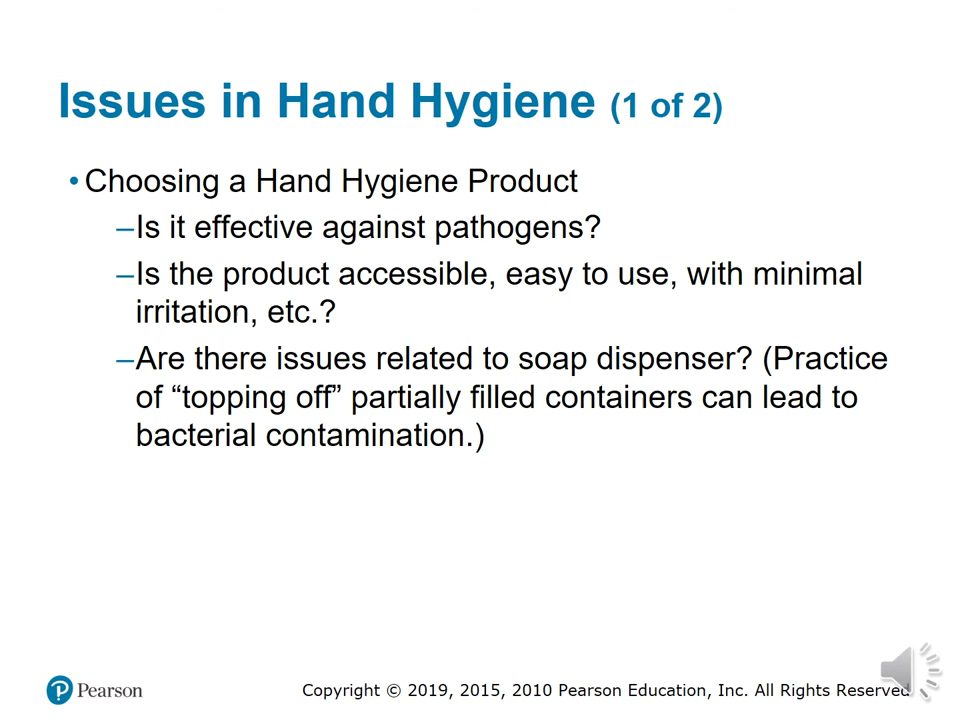 Issues in Hand Hygiene (1 of 2)
• Choosing a Hand Hygiene Product
–Is it effective against pathogens?
–Is the product accessible, easy to use, with minimal
irritation, etc.?
–Are there issues related to soap dispenser? (Practice
of “topping off” partially filled containers can lead to
bacterial contamination.)
Pearson
Copyright © 2019, 2015, 2010 Pearson Education, Inc. All Rights Reserved